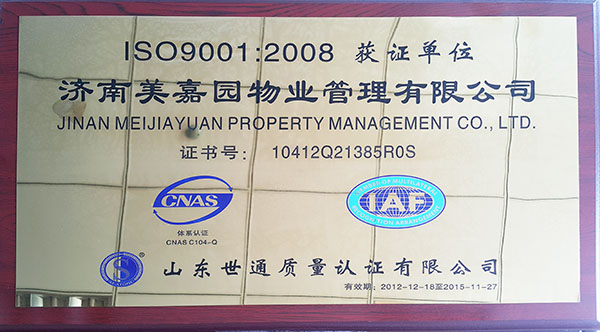 ISO9001:2008 获证单位
济南美嘉园物业管理有限公司
JINAN MEIJIAYUAN PROPERTY MANAGEMENT CO., LTD.
证书号: 10412Q21385R0S
CNAS
体系认证
CNAS C104-Q
IAF
山东世通质量认证有限公司
有效期: 2012-12-18至2015-11-27